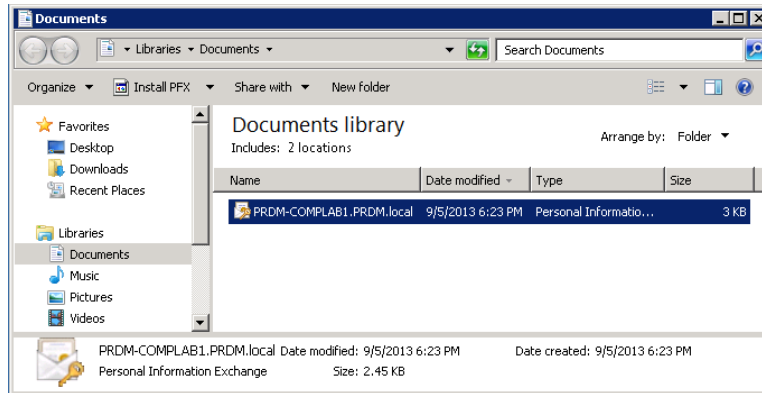 Documents
Libraries Documents Search Documents
Organize Install PFX Share with New folder
Favorites
Desktop
Downloads
Recent Places
Libraries
Documents
Music
Pictures
Videos
Documents library
Includes: 2 locations
Arrange by: Folder
Name Date modified Type Size
PRDM-COMPLAB1.PRDM.local 9/5/2013 6:23 PM Personal Informatio... 3 KB
PRDM-COMPLAB1.PRDM.local Date modified: 9/5/2013 6:23 PM Date created: 9/5/2013 6:23 PM
Personal Information Exchange Size: 2.45 KB